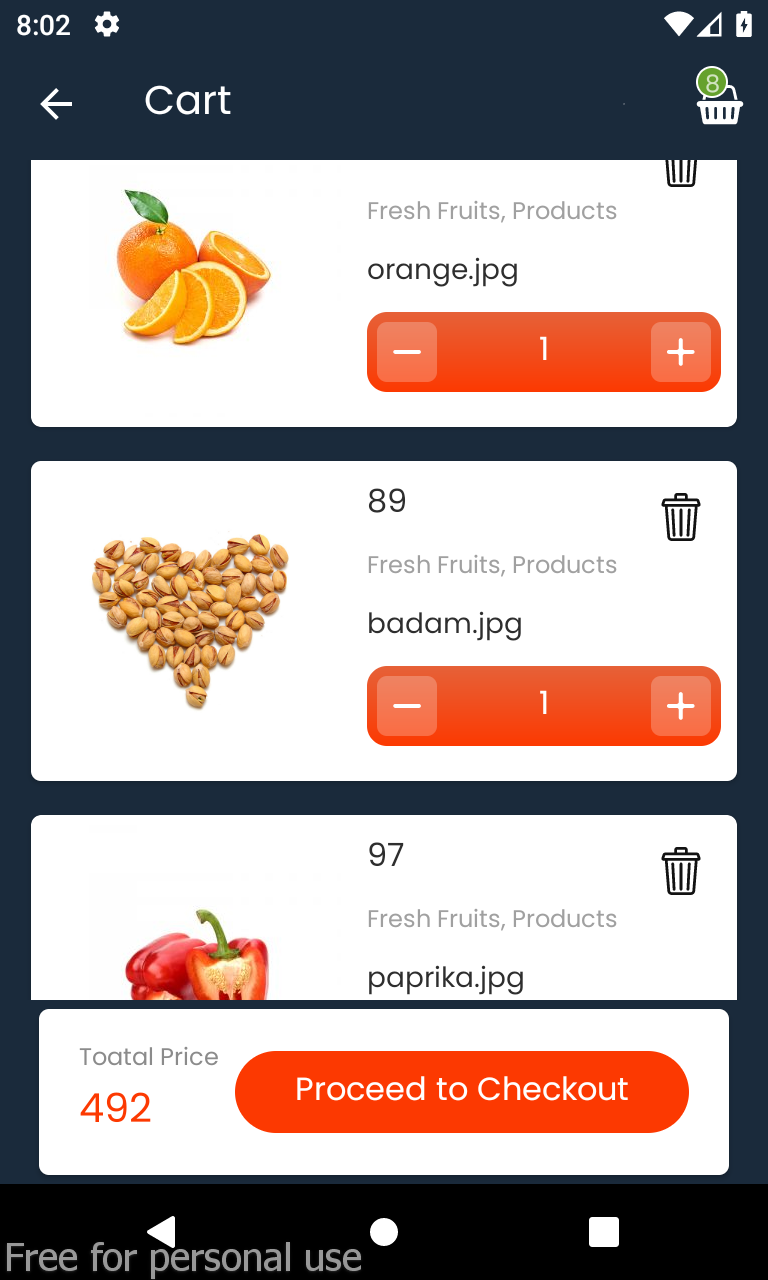 8:02
Cart
8
Fresh Fruits, Products
orange.jpg
1
89
Fresh Fruits, Products
badam.jpg
1
97
Fresh Fruits, Products
paprika.jpg
Toatal Price
492
Proceed to Checkout
Free for personal use